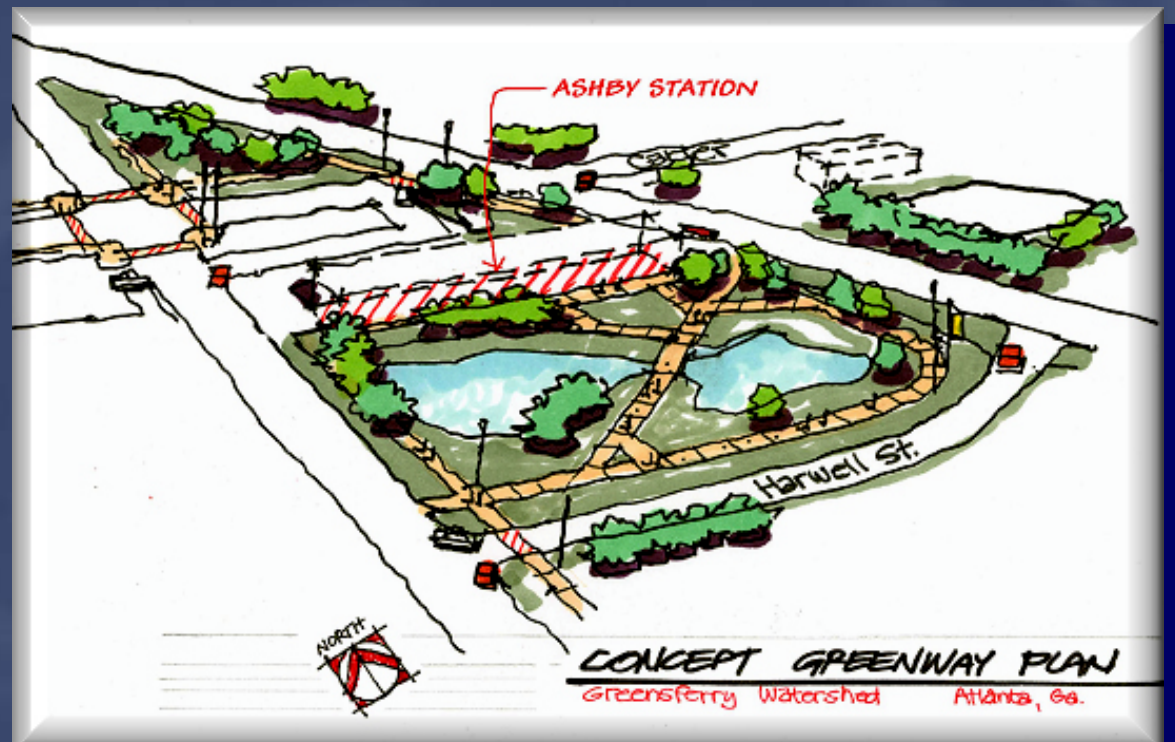 ASHBY STATION
Harwell St.
NORTH
CONCEPT GREENWAY PLAN
Greensferry Watershed Atlanta, Ga.